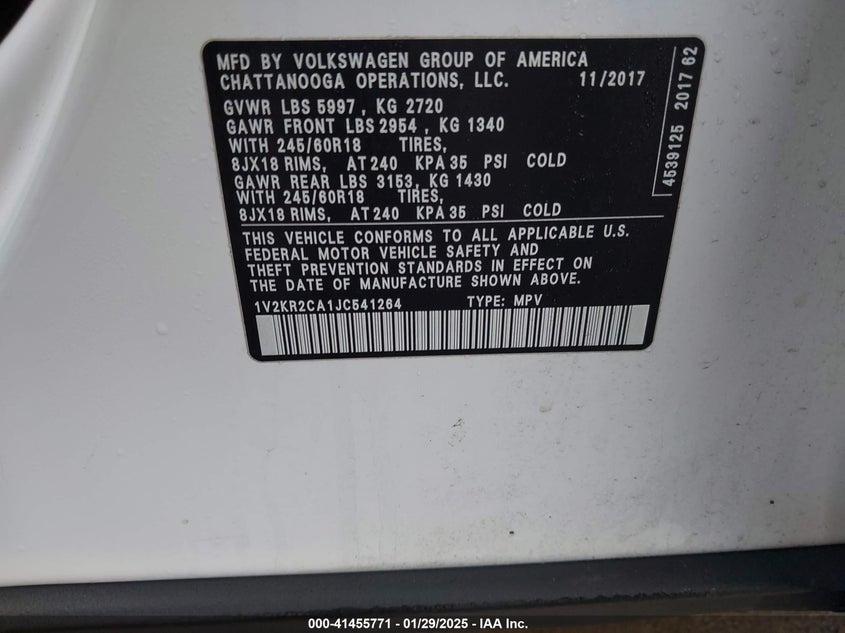 MFD BY VOLKSWAGEN GROUP OF AMERICA
CHATTANOOGA OPERATIONS, LLC. 11/2017
GVWR LBS 5997 , KG 2720
GAWR FRONT LBS 2954 , KG 1340
WITH 245/60R18 TIRES,
8JX18 RIMS, AT 240 KPA 35 PSI COLD
GAWR REAR LBS 3153, KG 1430
WITH 245/60R18 TIRES,
8JX18 RIMS, AT 240 KPA 35 PSI COLD
THIS VEHICLE CONFORMS TO ALL APPLICABLE U.S.
FEDERAL MOTOR VEHICLE SAFETY AND
THEFT PREVENTION STANDARDS IN EFFECT ON
THE DATE OF MANUFACTURE SHOWN ABOVE.
1V2KR2CA1JC541264 TYPE: MPV
4539125 2017 62
000-41455771 - 01/29/2025 - IAA Inc.